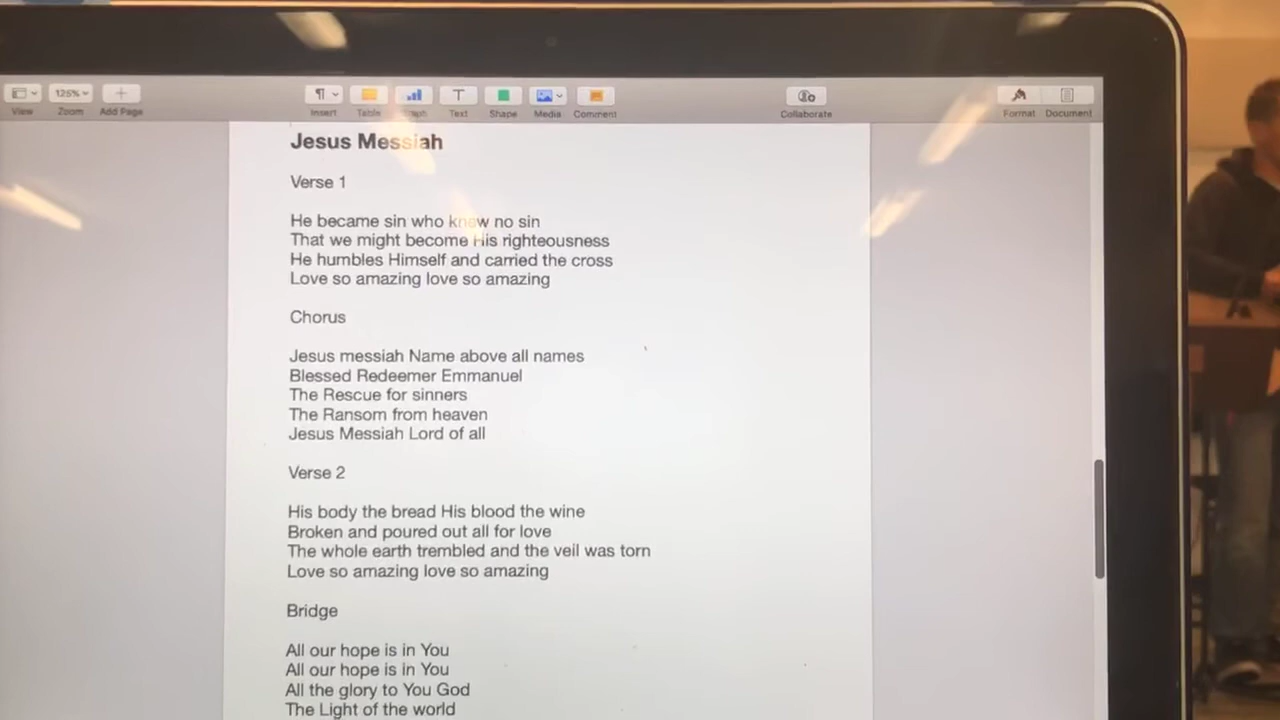 View
125%
Zoom
Add Page
Insert
Table
Graph
Text
Shape
Media
Comment
Collaborate
Format
Document
Jesus Messiah
Verse 1
He became sin who knew no sin
That we might become His righteousness
He humbles Himself and carried the cross
Love so amazing love so amazing
Chorus
Jesus messiah Name above all names
Blessed Redeemer Emmanuel
The Rescue for sinners
The Ransom from heaven
Jesus Messiah Lord of all
Verse 2
His body the bread His blood the wine
Broken and poured out all for love
The whole earth trembled and the veil was torn
Love so amazing love so amazing
Bridge
All our hope is in You
All our hope is in You
All the glory to You God
The Light of the world